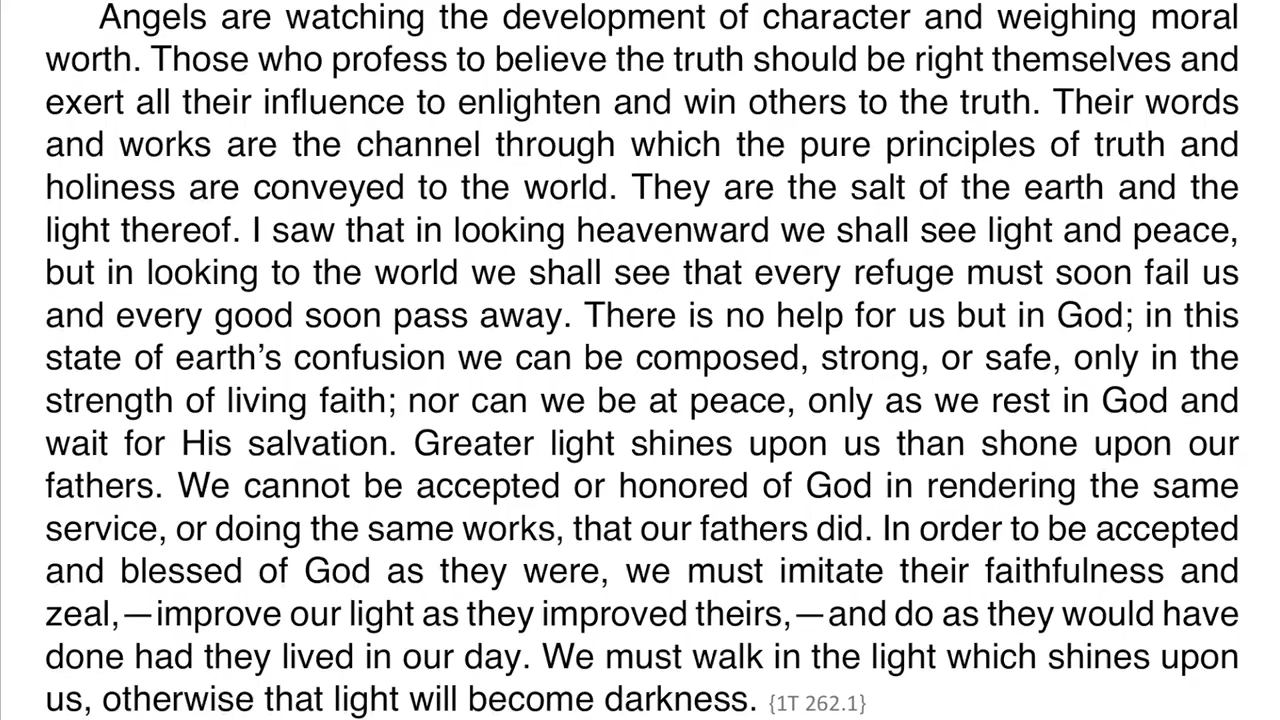 Angels are watching the development of character and weighing moral
worth. Those who profess to believe the truth should be right themselves and
exert all their influence to enlighten and win others to the truth. Their words
and works are the channel through which the pure principles of truth and
holiness are conveyed to the world. They are the salt of the earth and the
light thereof. I saw that in looking heavenward we shall see light and peace,
but in looking to the world we shall see that every refuge must soon fail us
and every good soon pass away. There is no help for us but in God; in this
state of earth’s confusion we can be composed, strong, or safe, only in the
strength of living faith; nor can we be at peace, only as we rest in God and
wait for His salvation. Greater light shines upon us than shone upon our
fathers. We cannot be accepted or honored of God in rendering the same
service, or doing the same works, that our fathers did. In order to be accepted
and blessed of God as they were, we must imitate their faithfulness and
zeal,—improve our light as they improved theirs,—and do as they would have
done had they lived in our day. We must walk in the light which shines upon
us, otherwise that light will become darkness. {1T 262.1}